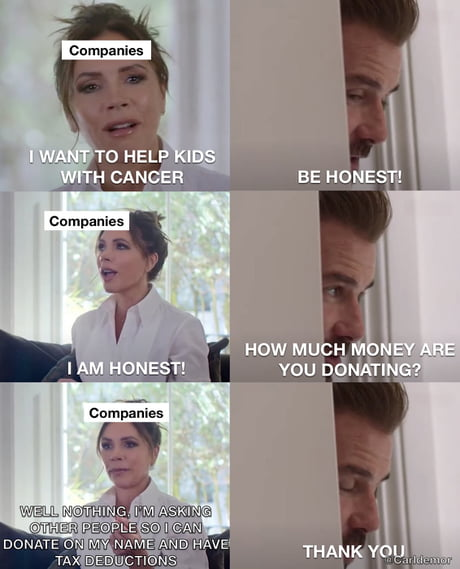 Companies
I WANT TO HELP KIDS
WITH CANCER
BE HONEST!
Companies
I AM HONEST!
HOW MUCH MONEY ARE
YOU DONATING?
Companies
WELL NOTHING, I'M ASKING
OTHER PEOPLE SO I CAN
DONATE ON MY NAME AND HAVE
TAX DEDUCTIONS
THANK YOU
@Carldemor